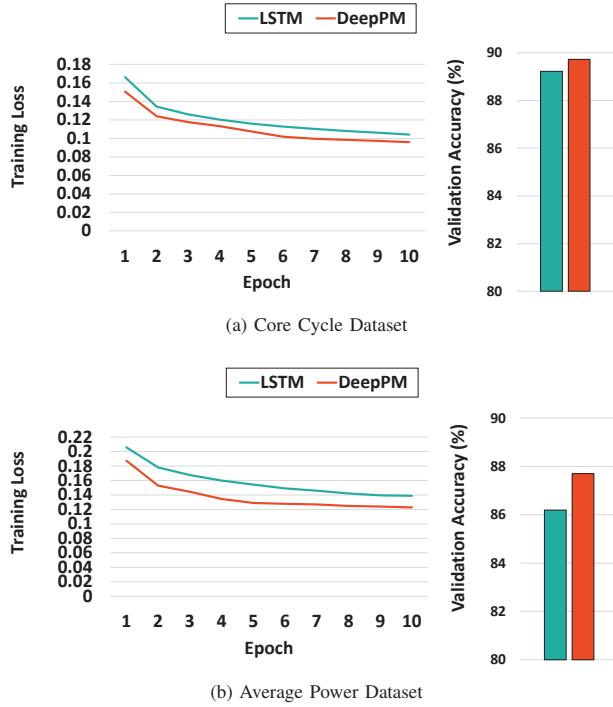 LSTM DeepPM
Training Loss
0.18
0.16
0.14
0.12
0.1
0.08
0.06
0.04
0.02
0
1 2 3 4 5 6 7 8 9 10
Epoch
Validation Accuracy (%)
90
88
86
84
82
80
(a) Core Cycle Dataset
LSTM DeepPM
Training Loss
0.22
0.2
0.18
0.16
0.14
0.12
0.1
0.08
0.06
0.04
0.02
0
1 2 3 4 5 6 7 8 9 10
Epoch
Validation Accuracy (%)
90
88
86
84
82
80
(b) Average Power Dataset